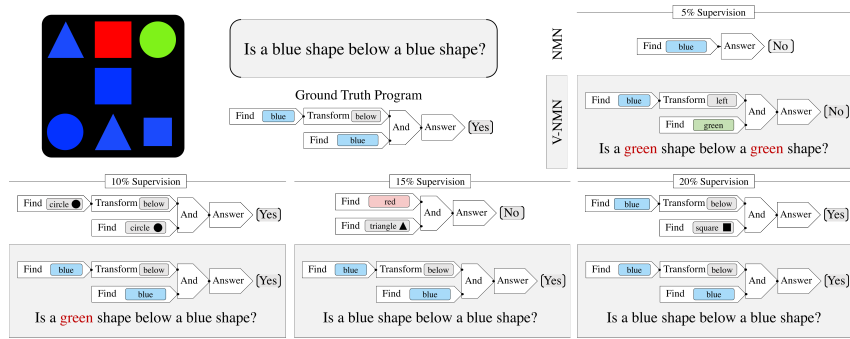 Is a blue shape below a blue shape?
Ground Truth Program
Find blue Transform below And Answer Yes
Find blue
5% Supervision
NMN
Find blue Answer No
V-NMN
Find blue Transform left And Answer No
Find green
Is a green shape below a green shape?
10% Supervision
Find circle Transform below And Answer Yes
Find circle
Find blue Transform below And Answer Yes
Find blue
Is a green shape below a blue shape?
15% Supervision
Find red And Answer No
Find triangle
Find blue Transform below And Answer Yes
Find blue
Is a blue shape below a blue shape?
20% Supervision
Find blue Transform below And Answer Yes
Find square
Find blue Transform below And Answer Yes
Find blue
Is a blue shape below a blue shape?